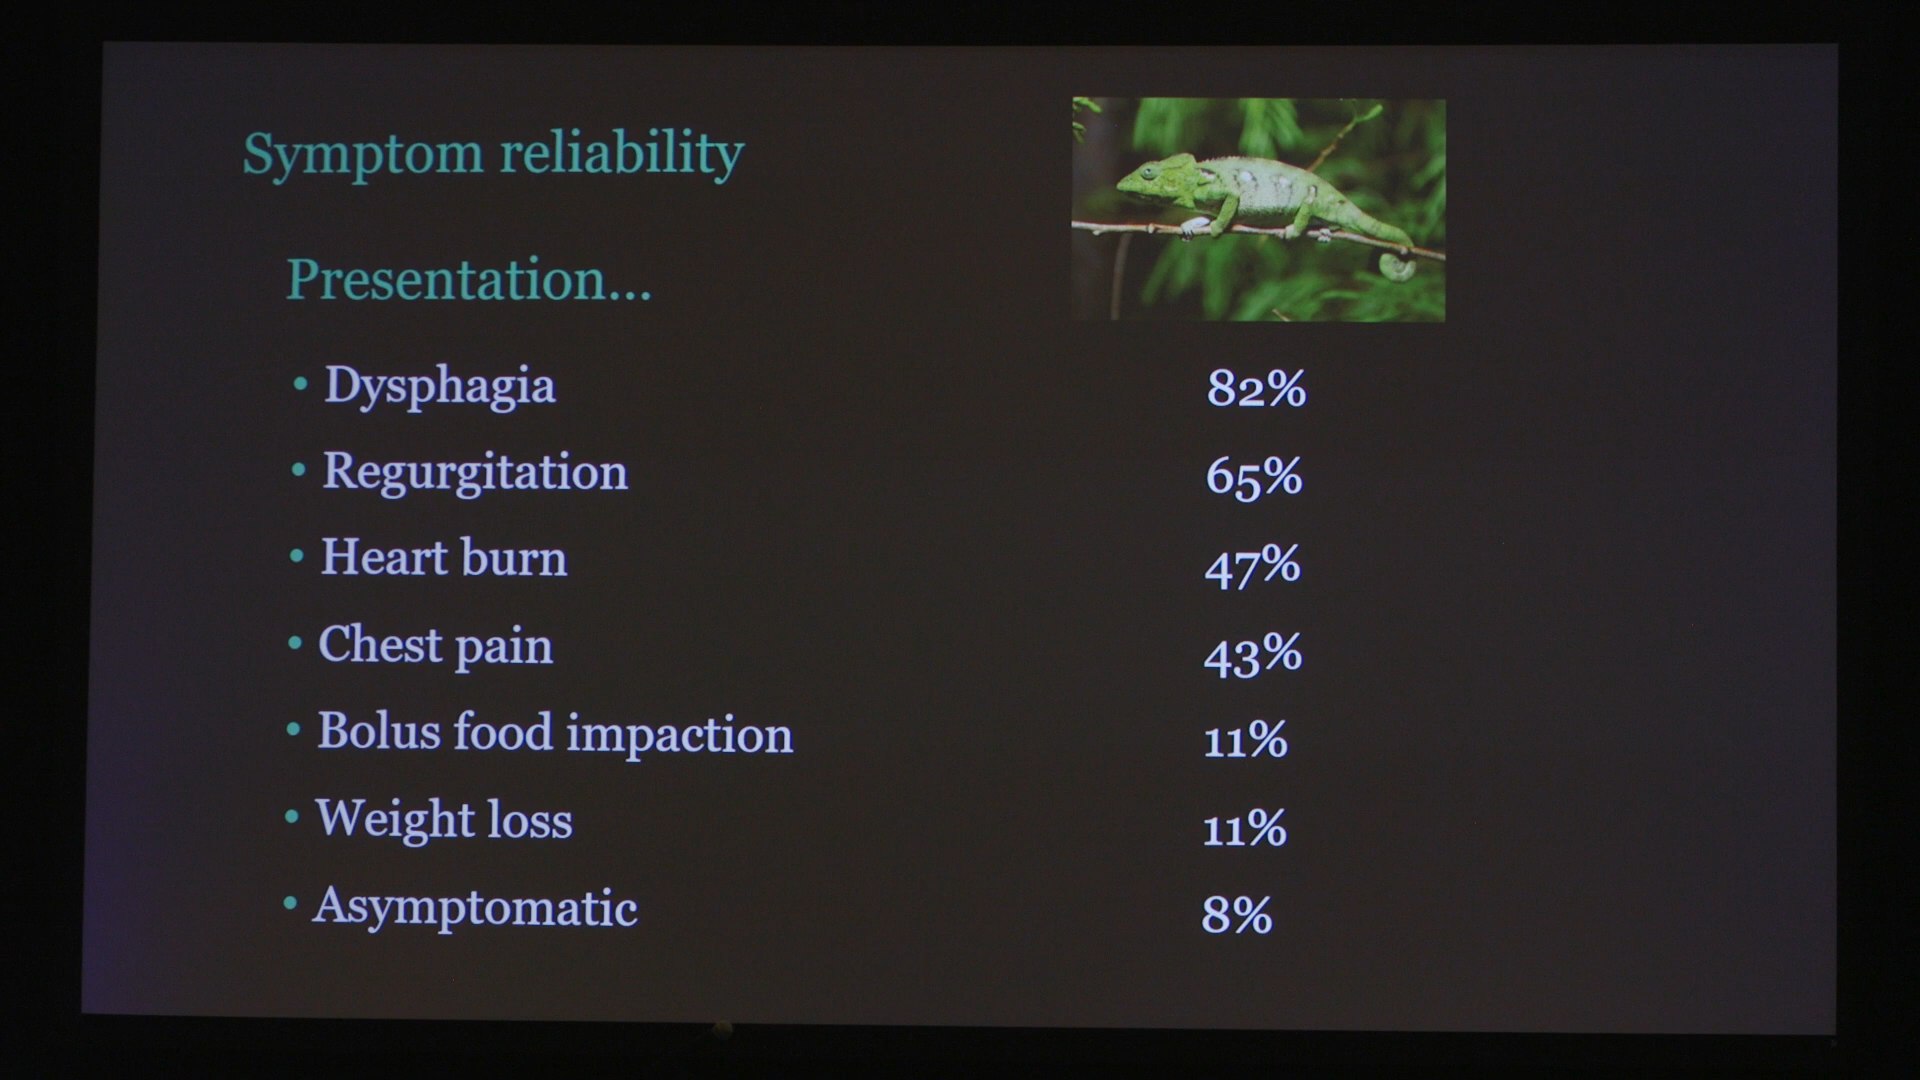 Symptom reliability
Presentation...
• Dysphagia 82%
• Regurgitation 65%
• Heart burn 47%
• Chest pain 43%
• Bolus food impaction 11%
• Weight loss 11%
• Asymptomatic 8%